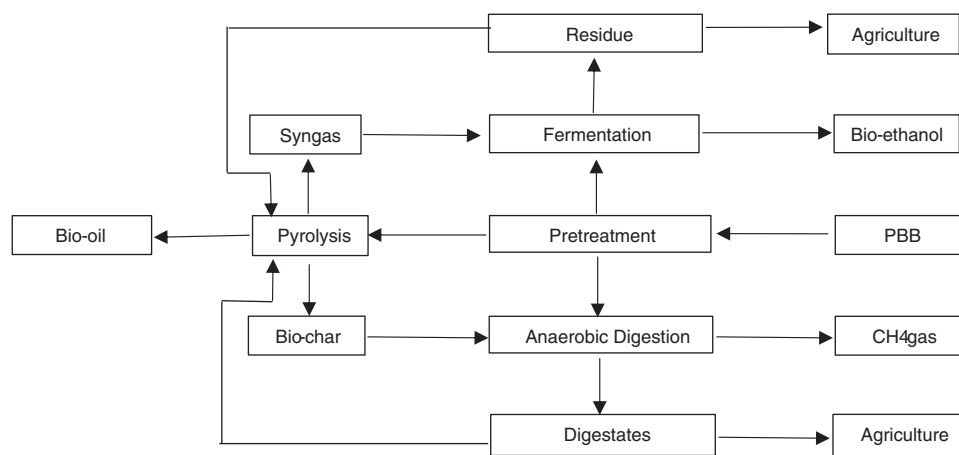 Residue
Agriculture
Syngas
Fermentation
Bio-ethanol
Bio-oil
Pyrolysis
Pretreatment
PBB
Bio-char
Anaerobic Digestion
CH4gas
Digestates
Agriculture